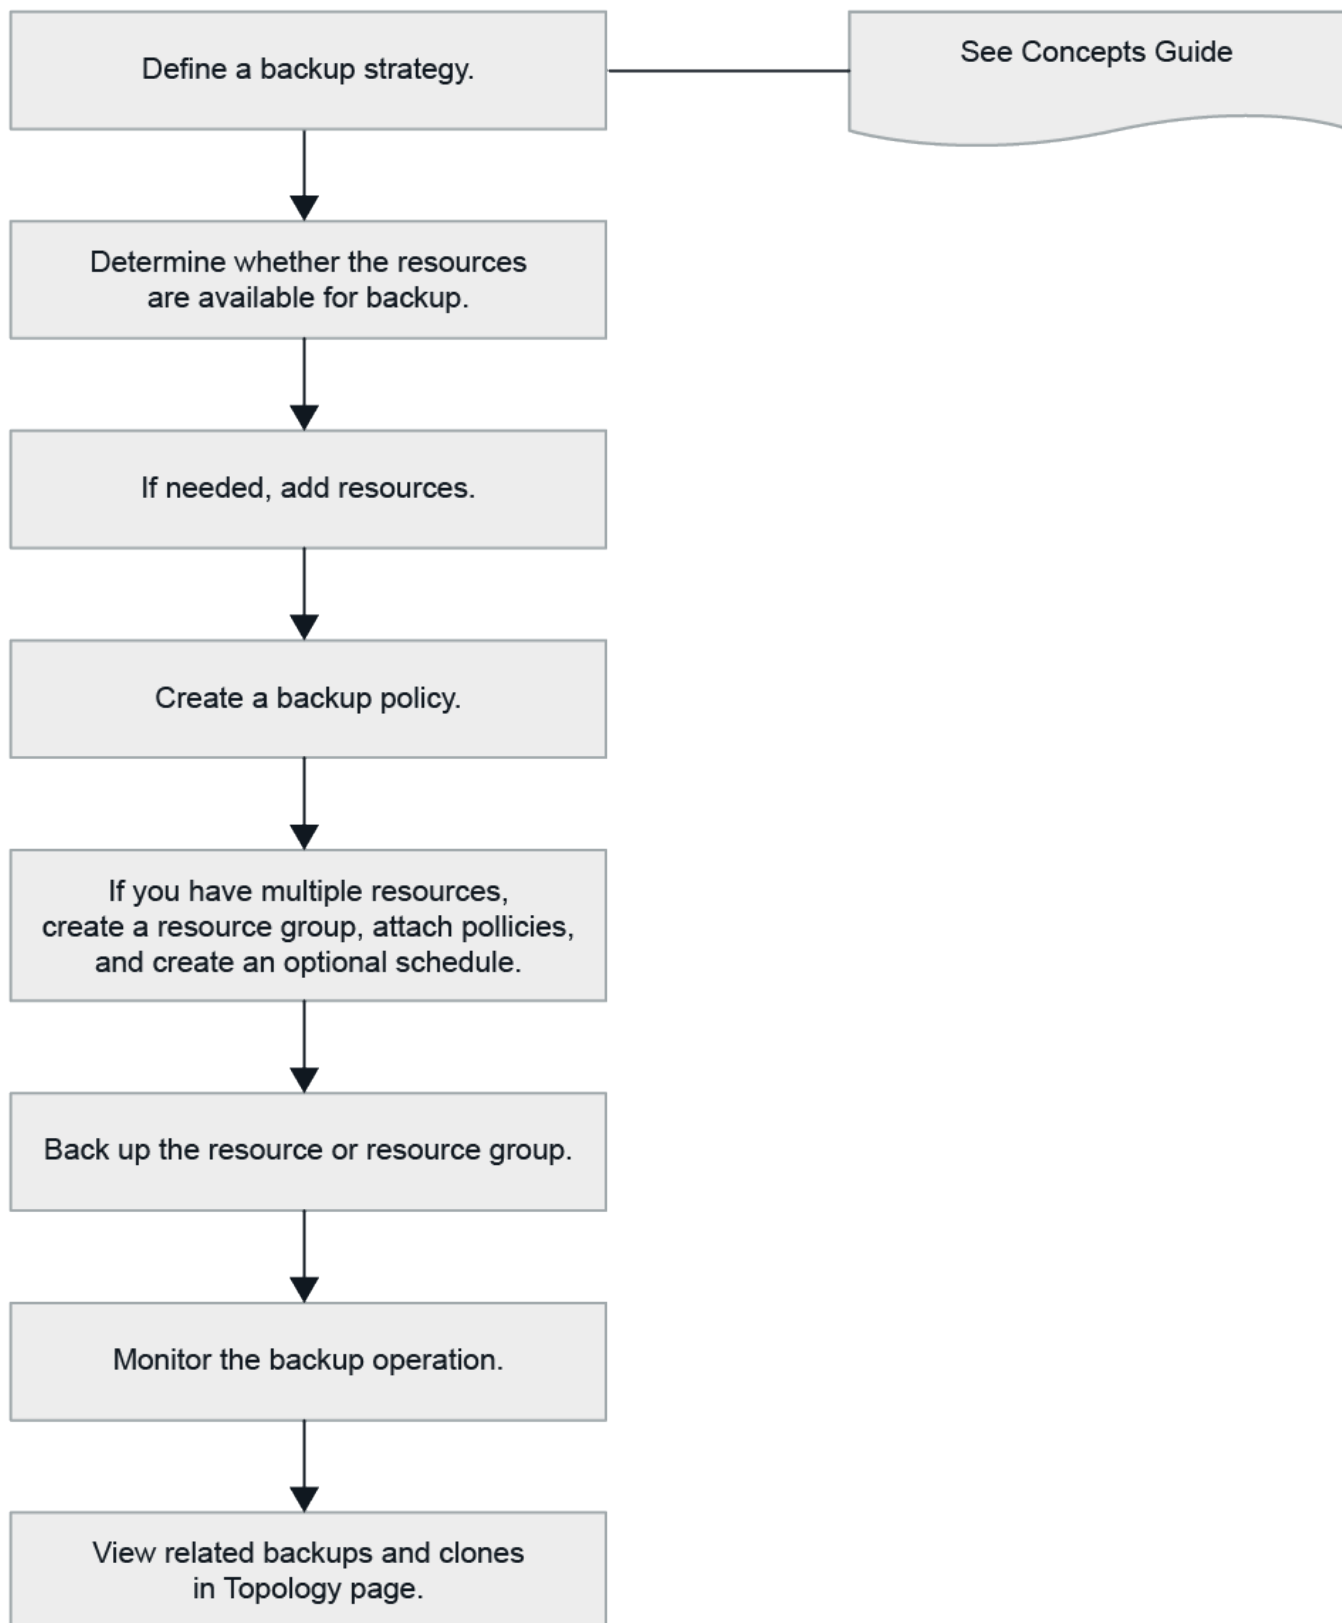 Define a backup strategy.
See Concepts Guide
Determine whether the resources
are available for backup.
If needed, add resources.
Create a backup policy.
If you have multiple resources,
create a resource group, attach pollicies,
and create an optional schedule.
Back up the resource or resource group.
Monitor the backup operation.
View related backups and clones
in Topology page.